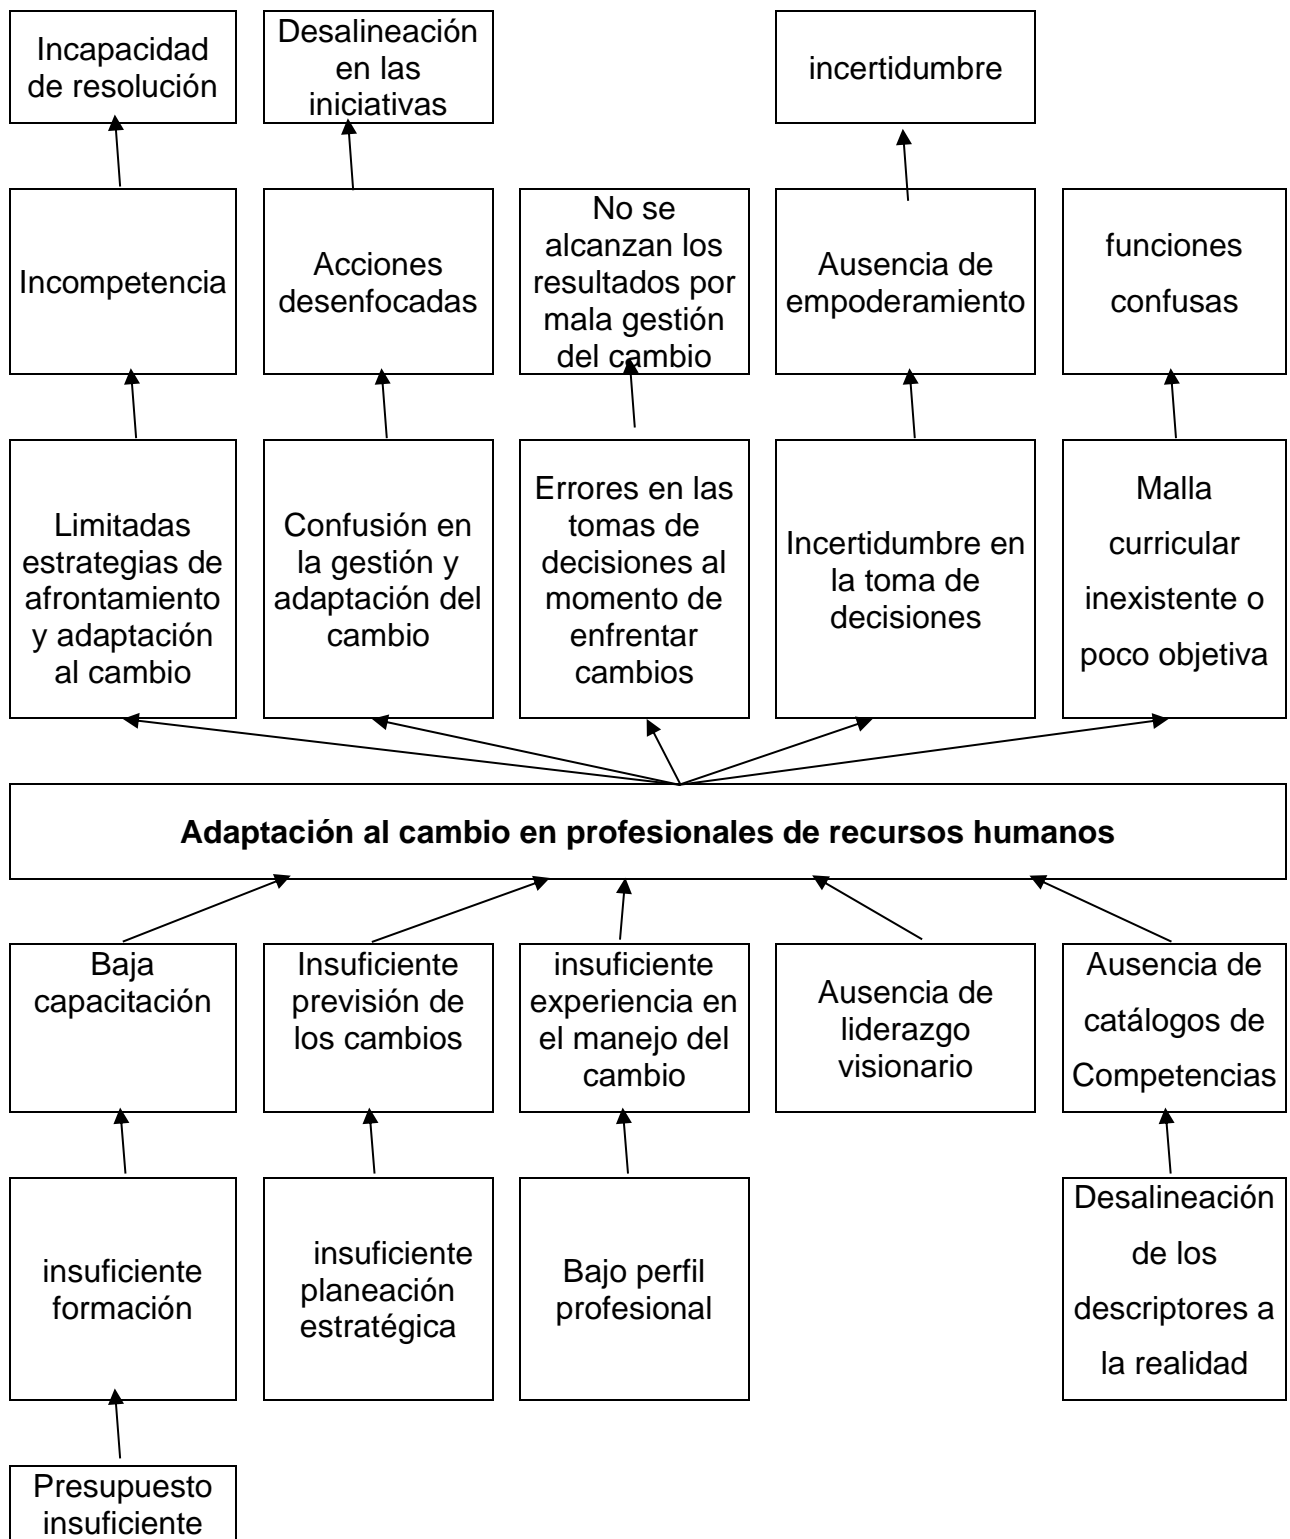 Incapacidad
de resolución
Desalineación
en las
iniciativas
incertidumbre
Incompetencia
Acciones
desenfocadas
No se
alcanzan los
resultados por
mala gestión
del cambio
Ausencia de
empoderamiento
funciones
confusas
Limitadas
estrategias de
afrontamiento
y adaptación
al cambio
Confusión en
la gestión y
adaptación del
cambio
Errores en las
tomas de
decisiones al
momento de
enfrentar
cambios
Incertidumbre en
la toma de
decisiones
Malla
curricular
inexistente o
poco objetiva
Adaptación al cambio en profesionales de recursos humanos
Baja
capacitación
Insuficiente
previsión de
los cambios
insuficiente
experiencia en
el manejo del
cambio
Ausencia de
liderazgo
visionario
Ausencia de
catálogos de
Competencias
insuficiente
formación
insuficiente
planeación
estratégica
Bajo perfil
profesional
Desalineación
de los
descriptores a
la realidad
Presupuesto
insuficiente